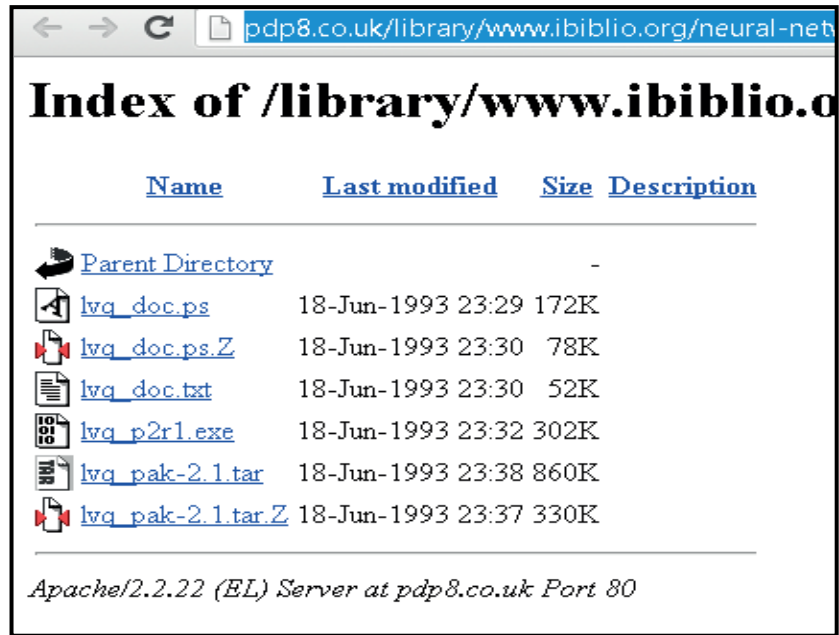 pdp8.co.uk/library/www.ibiblio.org/neural-net
Index of /library/www.ibiblio.o
Name Last modified Size Description
Parent Directory -
lvq_doc.ps 18-Jun-1993 23:29 172K
lvq_doc.ps.Z 18-Jun-1993 23:30 78K
lvq_doc.txt 18-Jun-1993 23:30 52K
lvq_p2r1.exe 18-Jun-1993 23:32 302K
lvq_pak-2.1.tar 18-Jun-1993 23:38 860K
lvq_pak-2.1.tar.Z 18-Jun-1993 23:37 330K
Apache/2.2.22 (EL) Server at pdp8.co.uk Port 80